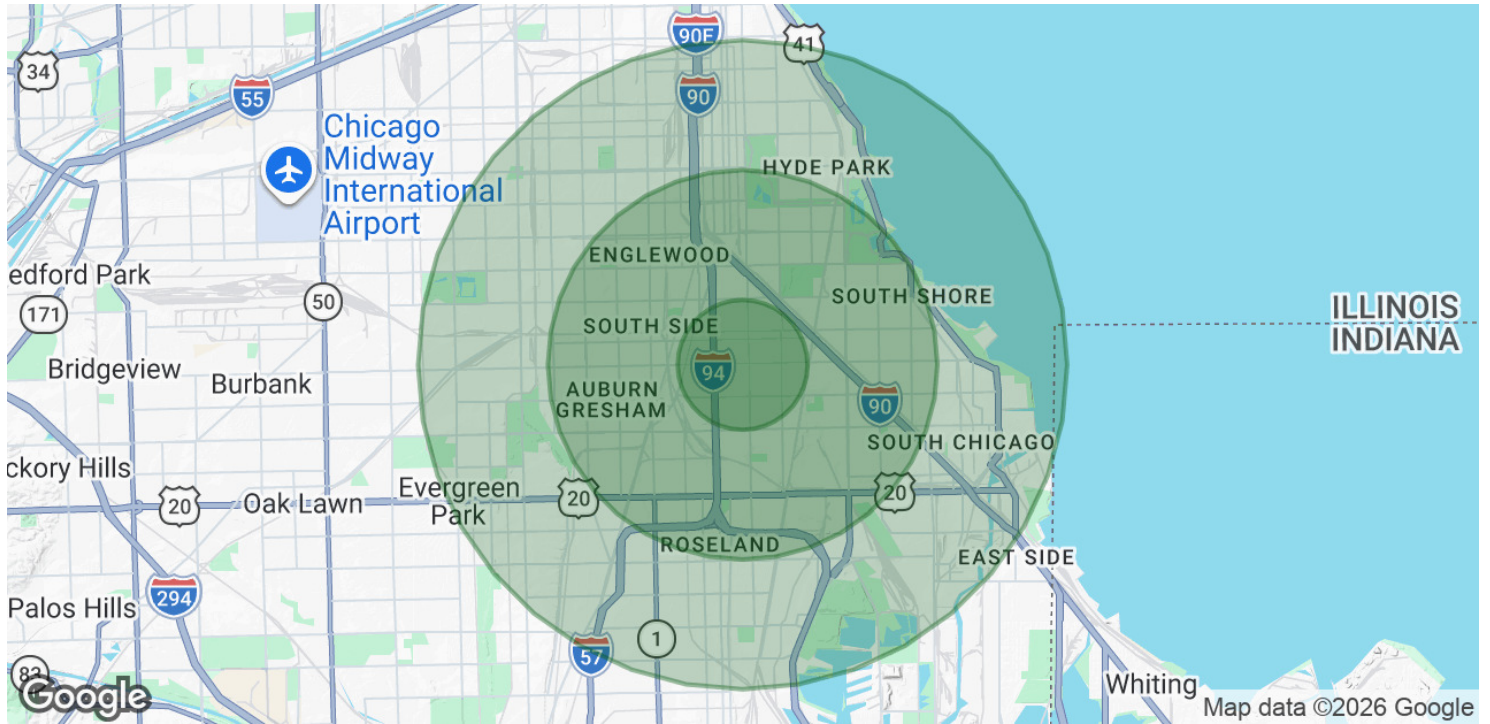 90E
41
34
55
90
Chicago
Midway
International
Airport
HYDE PARK
ENGLEWOOD
edford Park
SOUTH SHORE
50
171
ILLINOIS
INDIANA
SOUTH SIDE
Bridgeview
Burbank
94
AUBURN
GRESHAM
90
SOUTH CHICAGO
ckory Hills
Evergreen
Park
20
Oak Lawn
20
20
ROSELAND
EAST SIDE
294
Palos Hills
1
57
83
Whiting
Google
Map data ©2026 Google